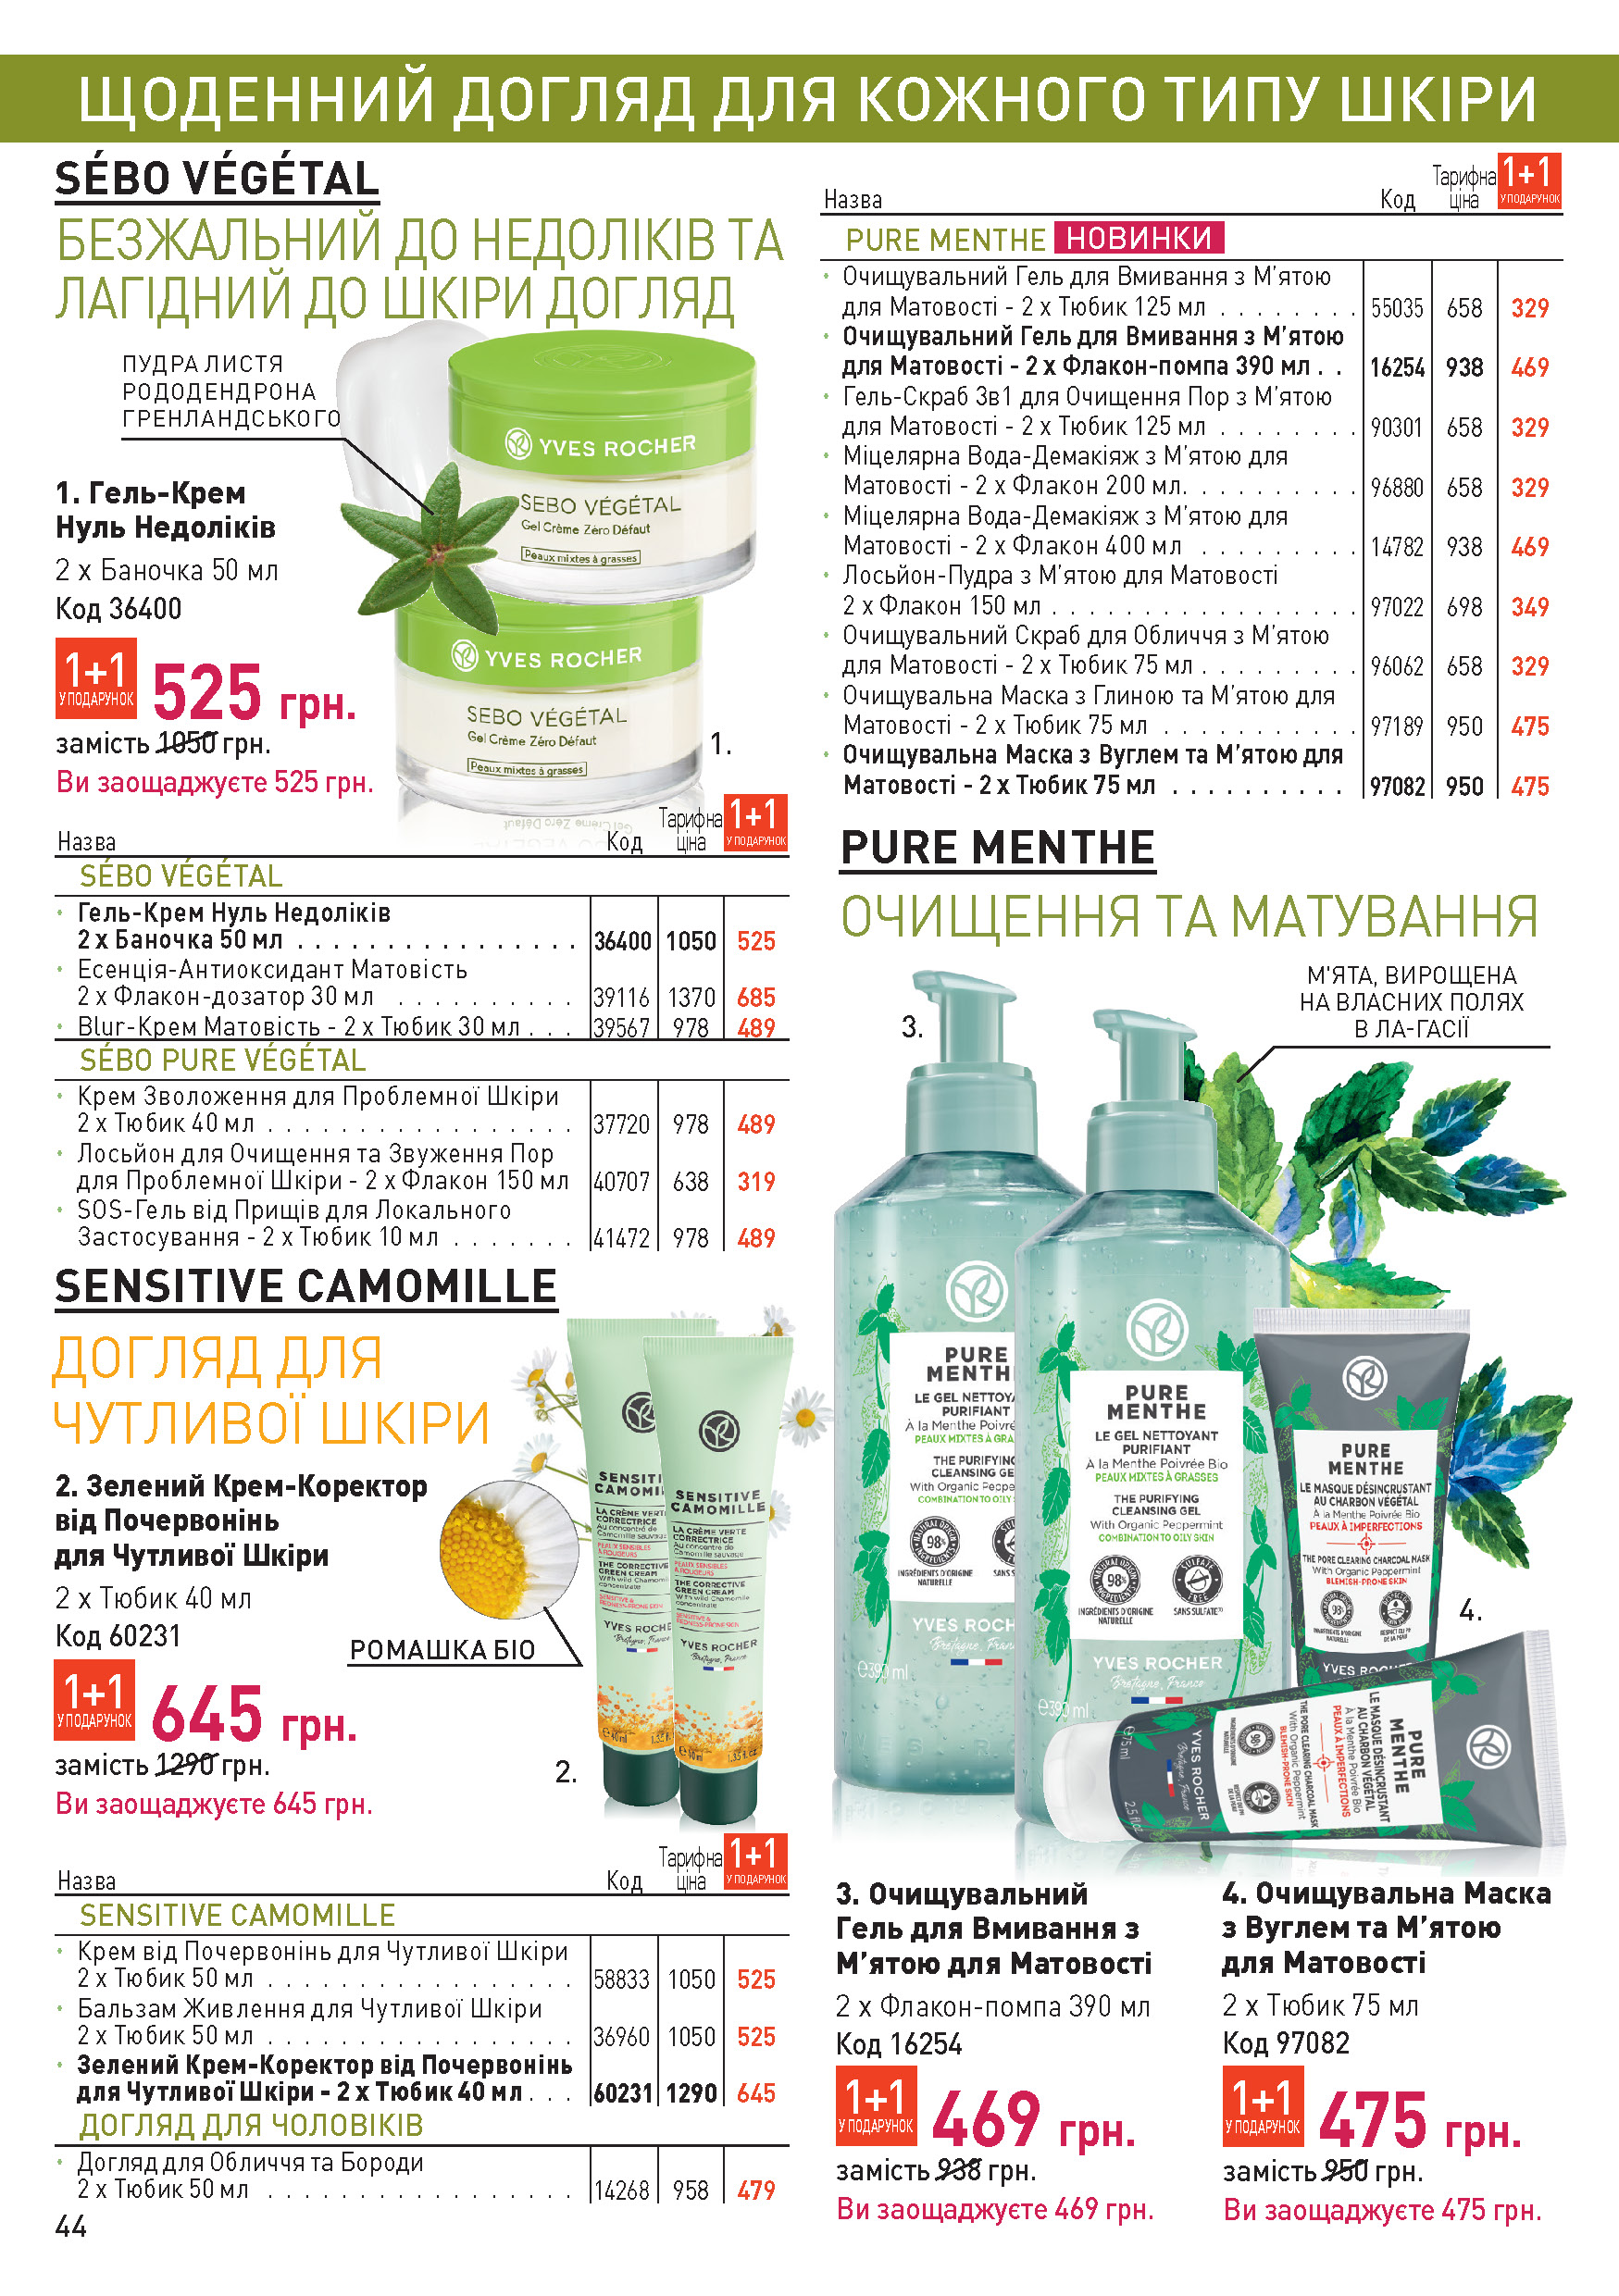 ЩОДЕННИЙ ДОГЛЯД ДЛЯ КОЖНОГО ТИПУ ШКІРИ
SÉBO VÉGÉTAL
БЕЗЖАЛЬНИЙ ДО НЕДОЛІКІВ ТА
ЛАГІДНИЙ ДО ШКІРИ ДОГЛЯД
ПУДРА ЛИСТЯ
РОДОДЕНДРОНА
ГРЕНЛАНДСЬКОГО
YVES ROCHER
SEBO VÉGÉTAL
Gel Crème Zéro Défaut
Peaux mixtes à grasses
YVES ROCHER
SEBO VÉGÉTAL
Gel Crème Zéro Défaut
Peaux mixtes à grasses
1. Гель-Крем
Нуль Недоліків
2 x Баночка 50 мл
Код 36400
1+1
У ПОДАРУНОК
525 грн.
замість 1050 грн.
Ви заощаджуєте 525 грн.
1.
Назва Код Тарифна ціна 1+1 У ПОДАРУНОК
SÉBO VÉGÉTAL
• Гель-Крем Нуль Недоліків
2 x Баночка 50 мл . . . . . . . . . . . . . . . . 36400 1050 525
• Есенція-Антиоксидант Матовість
2 x Флакон-дозатор 30 мл . . . . . . . . . . 39116 1370 685
• Blur-Крем Матовість - 2 x Тюбик 30 мл . . . 39567 978 489
SÉBO PURE VÉGÉTAL
• Крем Зволоження для Проблемної Шкіри
2 x Тюбик 40 мл . . . . . . . . . . . . . . . . . 37720 978 489
• Лосьйон для Очищення та Звуження Пор
для Проблемної Шкіри - 2 x Флакон 150 мл 40707 638 319
• SOS-Гель від Прищів для Локального
Застосування - 2 x Тюбик 10 мл . . . . . . . 41472 978 489
SENSITIVE CAMOMILLE
ДОГЛЯД ДЛЯ
ЧУТЛИВОЇ ШКІРИ
2. Зелений Крем-Коректор
від Почервонінь
для Чутливої Шкіри
2 x Тюбик 40 мл
Код 60231
РОМАШКА БІО
1+1
У ПОДАРУНОК
645 грн.
замість 1290 грн.
Ви заощаджуєте 645 грн.
2.
SENSITIVE
CAMOMILLE
LA CRÈME VERTE
CORRECTRICE
THE CORRECTIVE
GREEN CREAM
YVES ROCHER
Bretagne, France
Назва Код Тарифна ціна 1+1 У ПОДАРУНОК
SENSITIVE CAMOMILLE
• Крем від Почервонінь для Чутливої Шкіри
2 x Тюбик 50 мл . . . . . . . . . . . . . . . . . 58833 1050 525
• Бальзам Живлення для Чутливої Шкіри
2 x Тюбик 50 мл . . . . . . . . . . . . . . . . . 36960 1050 525
• Зелений Крем-Коректор від Почервонінь
для Чутливої Шкіри - 2 x Тюбик 40 мл . . . 60231 1290 645
ДОГЛЯД ДЛЯ ЧОЛОВІКІВ
• Догляд для Обличчя та Бороди
2 x Тюбик 50 мл . . . . . . . . . . . . . . . . . 14268 958 479
44
Назва Код Тарифна ціна 1+1 У ПОДАРУНОК
PURE MENTHE НОВИНКИ
• Очищувальний Гель для Вмивання з М'ятою
для Матовості - 2 x Тюбик 125 мл . . . . . . . . 55035 658 329
• Очищувальний Гель для Вмивання з М'ятою
для Матовості - 2 x Флакон-помпа 390 мл . . 16254 938 469
• Гель-Скраб 3в1 для Очищення Пор з М'ятою
для Матовості - 2 x Тюбик 125 мл . . . . . . . . 90301 658 329
• Міцелярна Вода-Демакіяж з М'ятою для
Матовості - 2 x Флакон 200 мл. . . . . . . . . . 96880 658 329
• Міцелярна Вода-Демакіяж з М'ятою для
Матовості - 2 x Флакон 400 мл . . . . . . . . . 14782 938 469
• Лосьйон-Пудра з М'ятою для Матовості
2 x Флакон 150 мл . . . . . . . . . . . . . . . . . 97022 698 349
• Очищувальний Скраб для Обличчя з М'ятою
для Матовості - 2 x Тюбик 75 мл . . . . . . . . . 96062 658 329
• Очищувальна Маска з Глиною та М'ятою для
Матовості - 2 x Тюбик 75 мл . . . . . . . . . . . 97189 950 475
• Очищувальна Маска з Вуглем та М'ятою для
Матовості - 2 x Тюбик 75 мл . . . . . . . . . . 97082 950 475
PURE MENTHE
ОЧИЩЕННЯ ТА МАТУВАННЯ
М'ЯТА, ВИРОЩЕНА
НА ВЛАСНИХ ПОЛЯХ
В ЛА-ГАСІЇ
3.
PURE
MENTHE
LE GEL NETTOYANT
PURIFIANT
À la Menthe Poivrée Bio
PEAUX MIXTES À GRASSES
THE PURIFYING
CLEANSING GEL
With Organic Peppermint
COMBINATION TO OILY SKIN
98%
INGRÉDIENTS D'ORIGINE
NATURELLE
SANS SULFATE
YVES ROCHER
Bretagne, France
℮390 ml
PURE
MENTHE
LE MASQUE DÉSINCRUSTANT
AU CHARBON VÉGÉTAL
À la Menthe Poivrée Bio
PEAUX À IMPERFECTIONS
THE PORE CLEARING CHARCOAL MASK
With Organic Peppermint
BLEMISH-PRONE SKIN
4.
3. Очищувальний
Гель для Вмивання з
М'ятою для Матовості
2 x Флакон-помпа 390 мл
Код 16254
1+1
У ПОДАРУНОК
469 грн.
замість 938 грн.
Ви заощаджуєте 469 грн.
4. Очищувальна Маска
з Вуглем та М'ятою
для Матовості
2 x Тюбик 75 мл
Код 97082
1+1
У ПОДАРУНОК
475 грн.
замість 950 грн.
Ви заощаджуєте 475 грн.